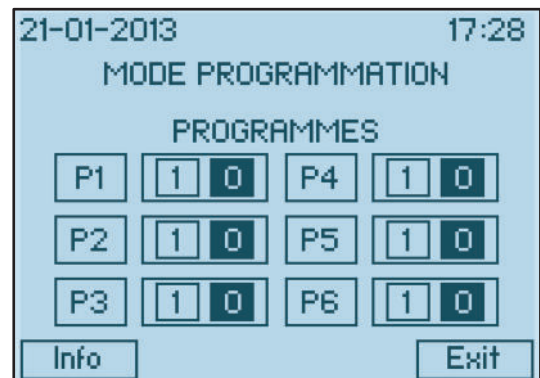 21-01-2013 17:28
MODE PROGRAMMATION
PROGRAMMES
P1 1 0 P4 1 0
P2 1 0 P5 1 0
P3 1 0 P6 1 0
Info Exit